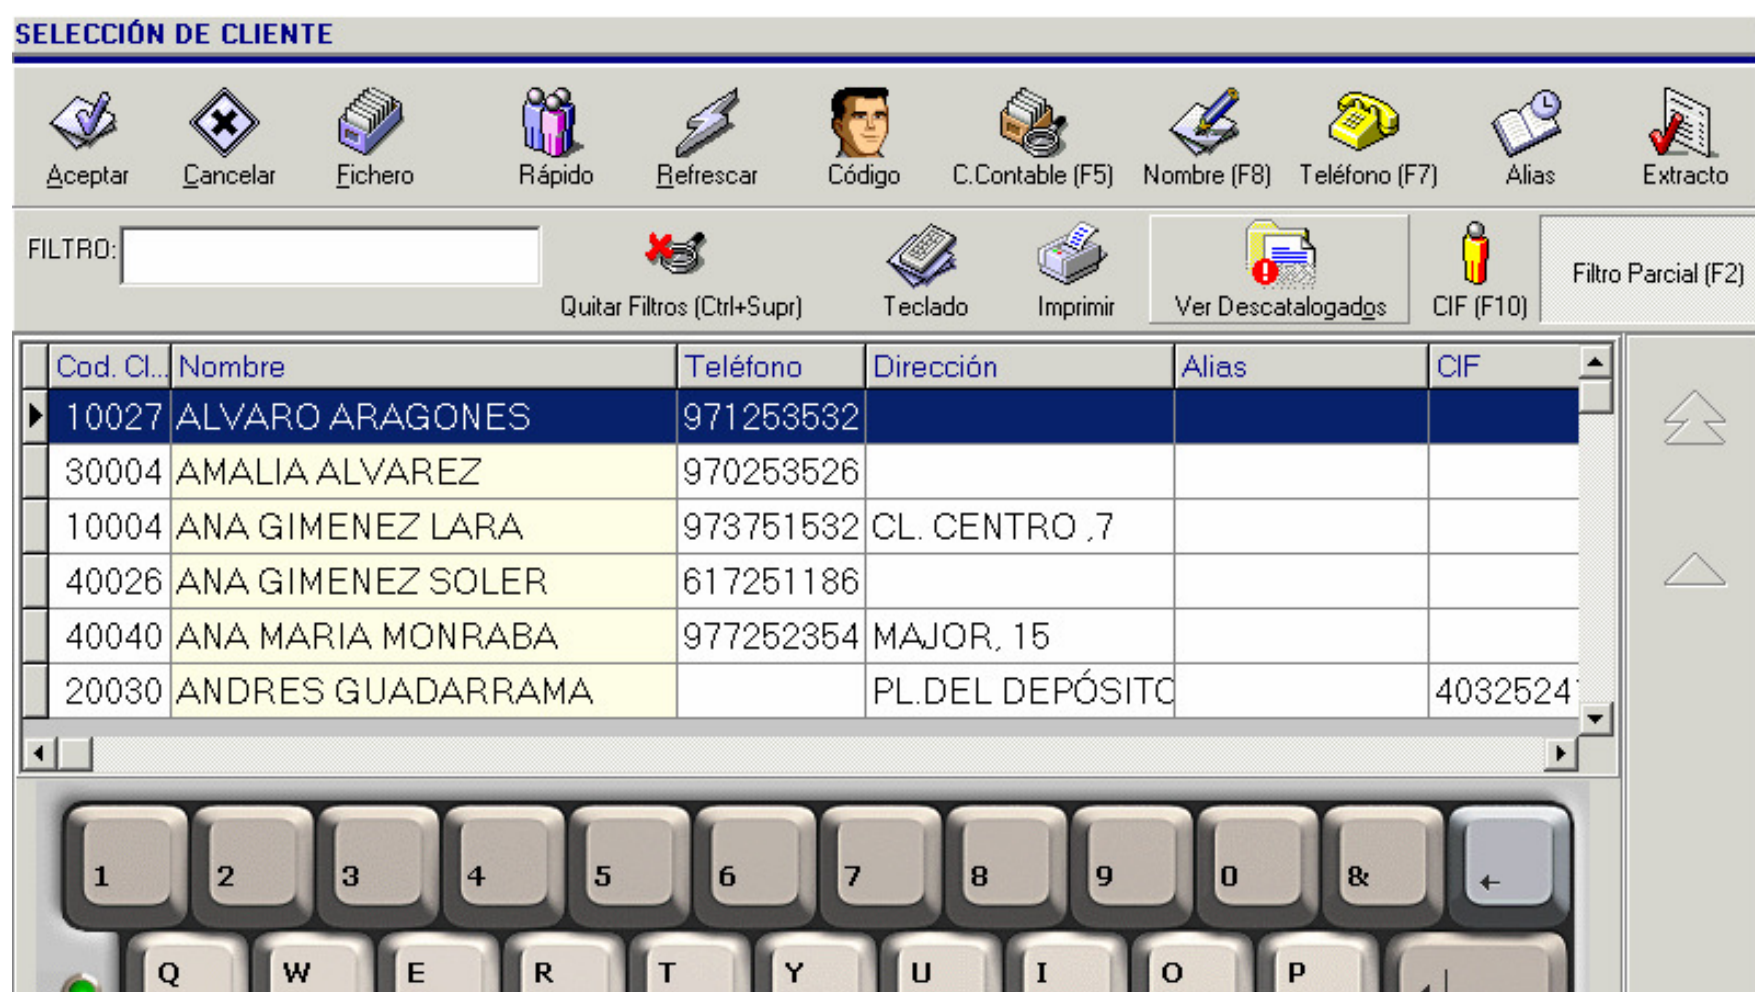 SELECCIÓN DE CLIENTE
Aceptar Cancelar Fichero Rápido Refrescar Código C.Contable (F5) Nombre (F8) Teléfono (F7) Alias Extracto
FILTRO: Quitar Filtros (Ctrl+Supr) Teclado Imprimir Ver Descatalogados CIF (F10) Filtro Parcial (F2)
Cod. Cl... Nombre Teléfono Dirección Alias CIF
10027 ALVARO ARAGONES 971253532
30004 AMALIA ALVAREZ 970253526
10004 ANA GIMENEZ LARA 973751532 CL. CENTRO ,7
40026 ANA GIMENEZ SOLER 617251186
40040 ANA MARIA MONRABA 977252354 MAJOR, 15
20030 ANDRES GUADARRAMA PL.DEL DEPÓSITO 4032524
1 2 3 4 5 6 7 8 9 0 & ←
Q W E R T Y U I O P